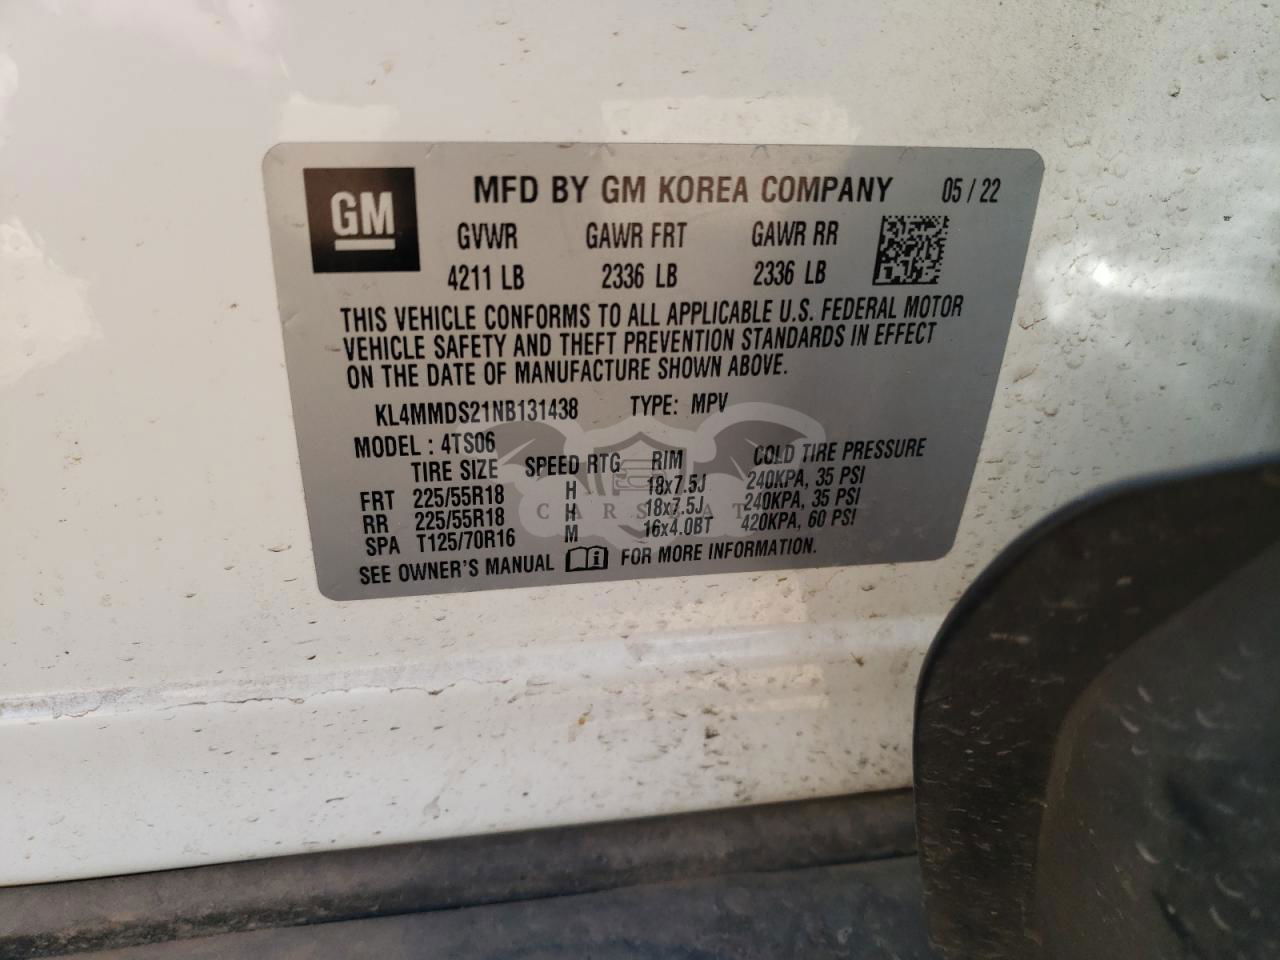 GM
MFD BY GM KOREA COMPANY 05 / 22
GVWR GAWR FRT GAWR RR
4211 LB 2336 LB 2336 LB
THIS VEHICLE CONFORMS TO ALL APPLICABLE U.S. FEDERAL MOTOR
VEHICLE SAFETY AND THEFT PREVENTION STANDARDS IN EFFECT
ON THE DATE OF MANUFACTURE SHOWN ABOVE.
KL4MMDS21NB131438 TYPE: MPV
MODEL : 4TS06
TIRE SIZE SPEED RTG RIM COLD TIRE PRESSURE
FRT 225/55R18 H 18x7.5J 240KPA, 35 PSI
RR 225/55R18 H 18x7.5J 240KPA, 35 PSI
SPA T125/70R16 M 16x4.0BT 420KPA, 60 PSI
SEE OWNER'S MANUAL i FOR MORE INFORMATION.